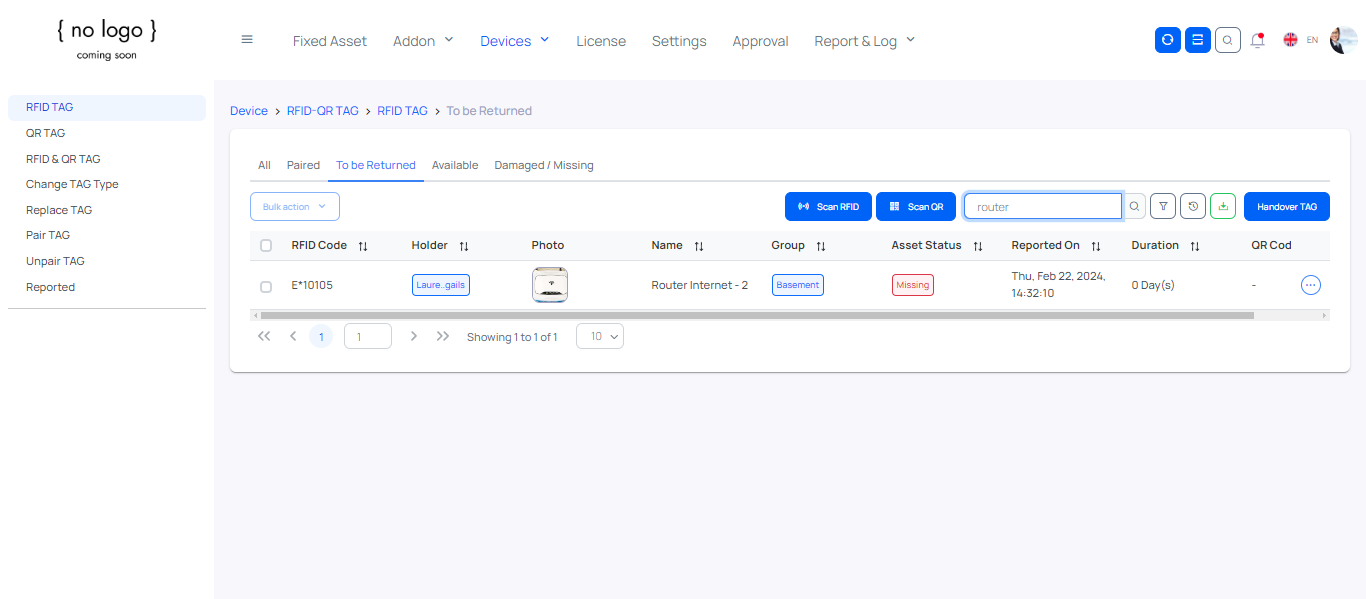 { no logo }
coming soon
Fixed Asset Addon Devices License Settings Approval Report & Log EN
RFID TAG
QR TAG
RFID & QR TAG
Change TAG Type
Replace TAG
Pair TAG
Unpair TAG
Reported
Device > RFID-QR TAG > RFID TAG > To be Returned
All Paired To be Returned Available Damaged / Missing
Bulk action Scan RFID Scan QR router Handover TAG
RFID Code Holder Photo Name Group Asset Status Reported On Duration QR Cod
E*10105 Laure..gails Router Internet - 2 Basement Missing Thu, Feb 22, 2024, 0 Day(s) -
14:32:10
1 1 Showing 1 to 1 of 1 10